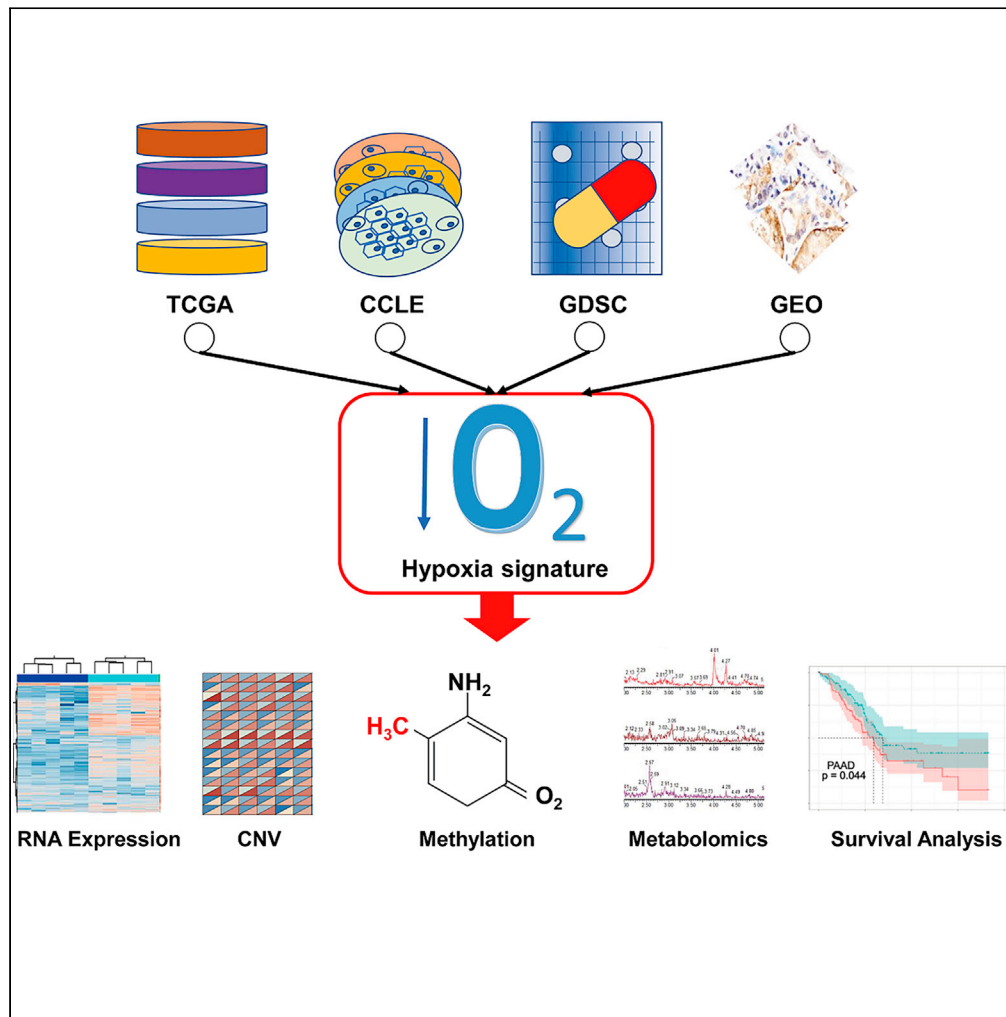 TCGA
CCLE
GDSC
GEO
O2
Hypoxia signature
NH2
H3C
O2
PAAD
p = 0.044
RNA Expression
CNV
Methylation
Metabolomics
Survival Analysis